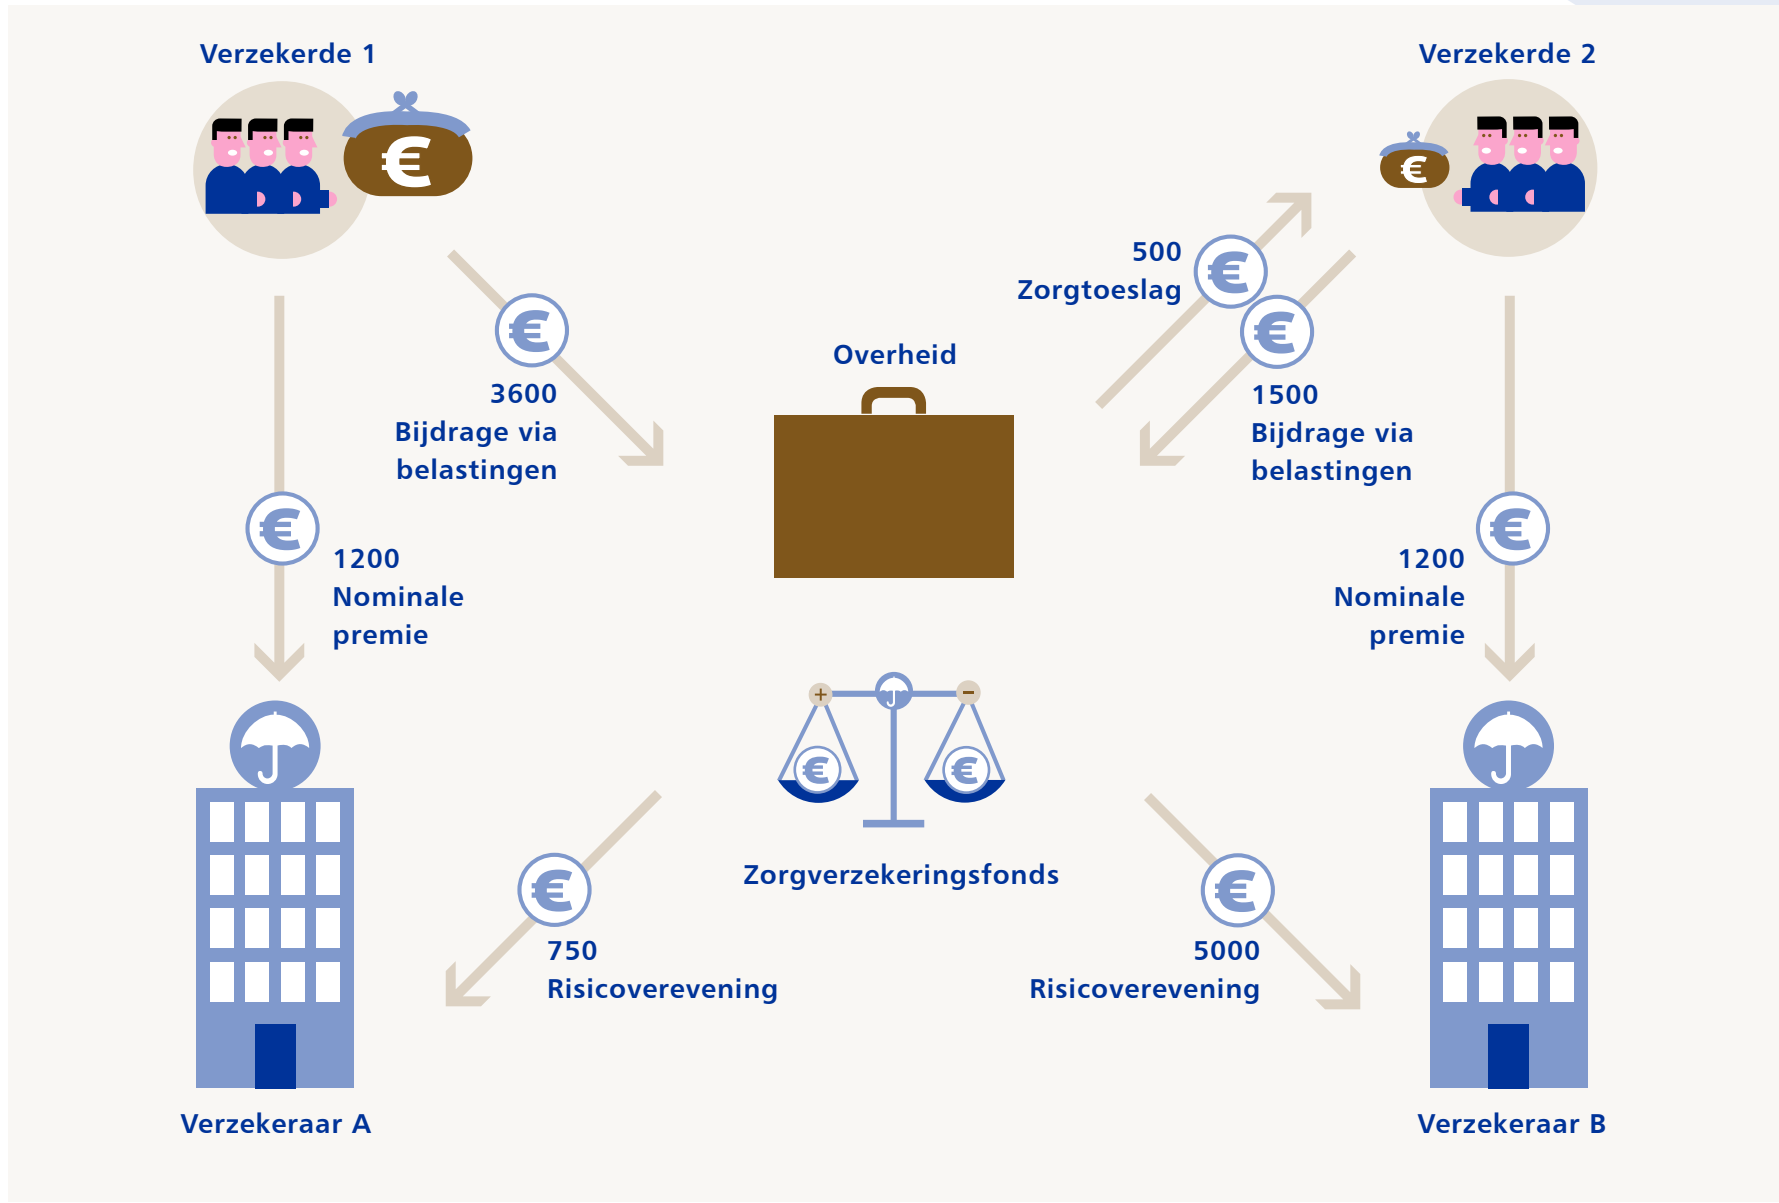 Verzekerde 1
Verzekerde 2
500
Zorgtoeslag
Overheid
3600
Bijdrage via
belastingen
1500
Bijdrage via
belastingen
1200
Nominale
premie
1200
Nominale
premie
Zorgverzekeringsfonds
750
Risicoverevening
5000
Risicoverevening
Verzekeraar A
Verzekeraar B